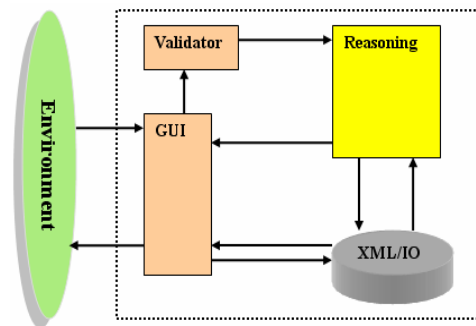 Environment
Validator
Reasoning
GUI
XML/IO